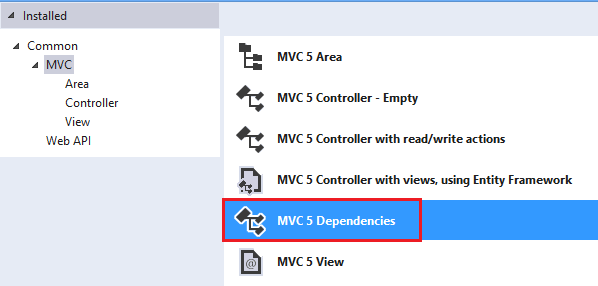 Installed
Common
MVC
Area
Controller
View
Web API
MVC 5 Area
MVC 5 Controller - Empty
MVC 5 Controller with read/write actions
MVC 5 Controller with views, using Entity Framework
MVC 5 Dependencies
@ MVC 5 View